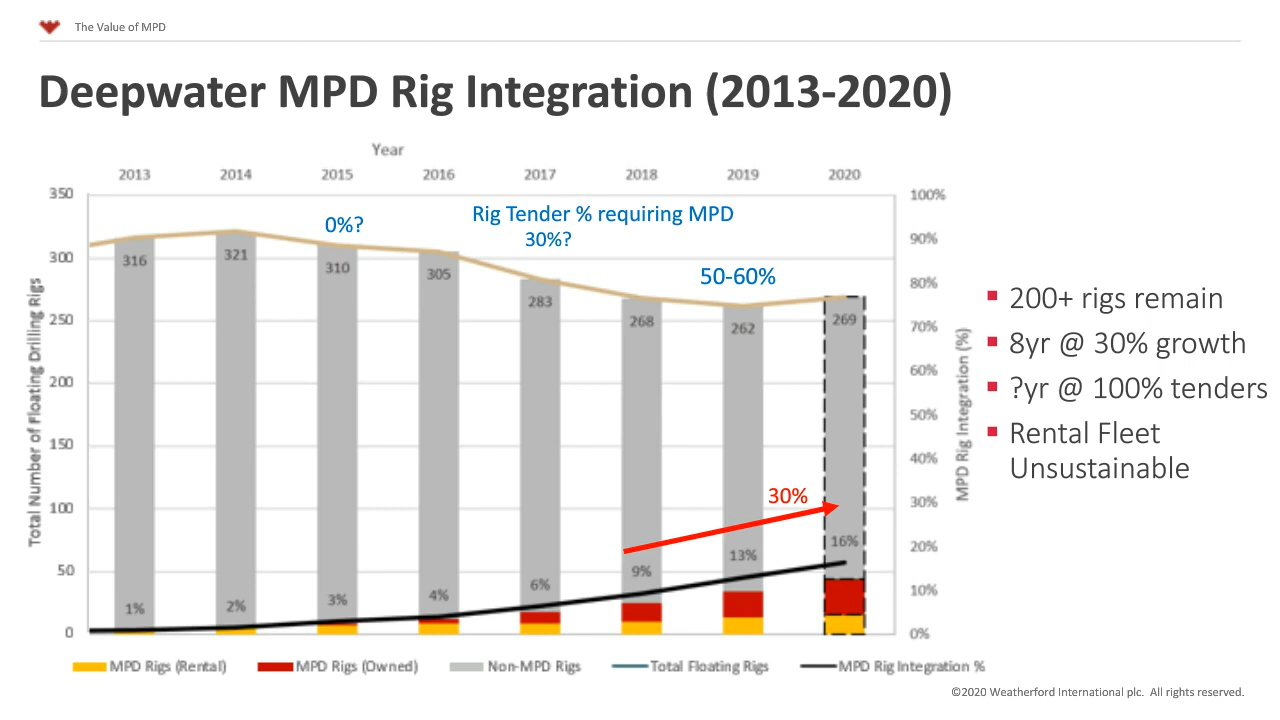 The Value of MPD
Deepwater MPD Rig Integration (2013-2020)
Year
2013 2014 2015 2016 2017 2018 2019 2020
350 300 250 200 150 100 50 0
Total Number of Floating Drilling Rigs
100% 90% 80% 70% 60% 50% 40% 30% 20% 10% 0%
MPD Rig Integration (%)
0%?
Rig Tender % requiring MPD
30%?
50-60%
316 321 310 305 283 268 262 269
30%
1% 2% 3% 4% 6% 9% 13% 16%
MPD Rigs (Rental) MPD Rigs (Owned) Non-MPD Rigs Total Floating Rigs MPD Rig Integration %
▪ 200+ rigs remain
▪ 8yr @ 30% growth
▪ ?yr @ 100% tenders
▪ Rental Fleet
Unsustainable
©2020 Weatherford International plc. All rights reserved.